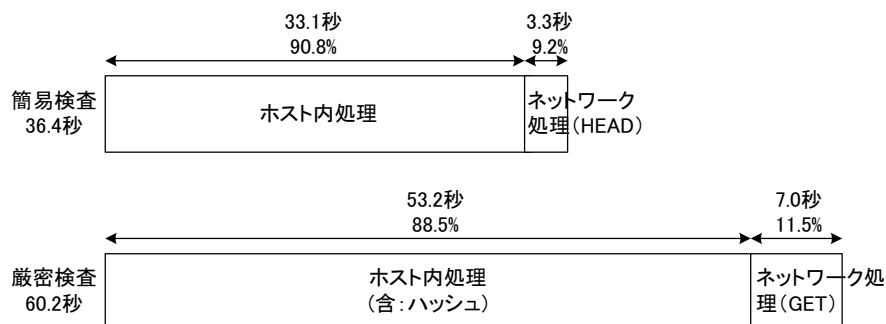 33.1秒 3.3秒
90.8% 9.2%
簡易検査
36.4秒
ホスト内処理
ネットワーク
処理(HEAD)
53.2秒 7.0秒
88.5% 11.5%
厳密検査
60.2秒
ホスト内処理
(含:ハッシュ)
ネットワーク処
理(GET)